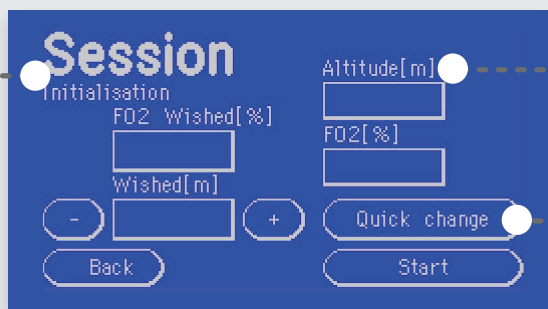 Session
Initialisation
FO2 Wished[%]
Wished[m]
-
+
Back
Altitude[m]
FO2[%]
Quick change
Start